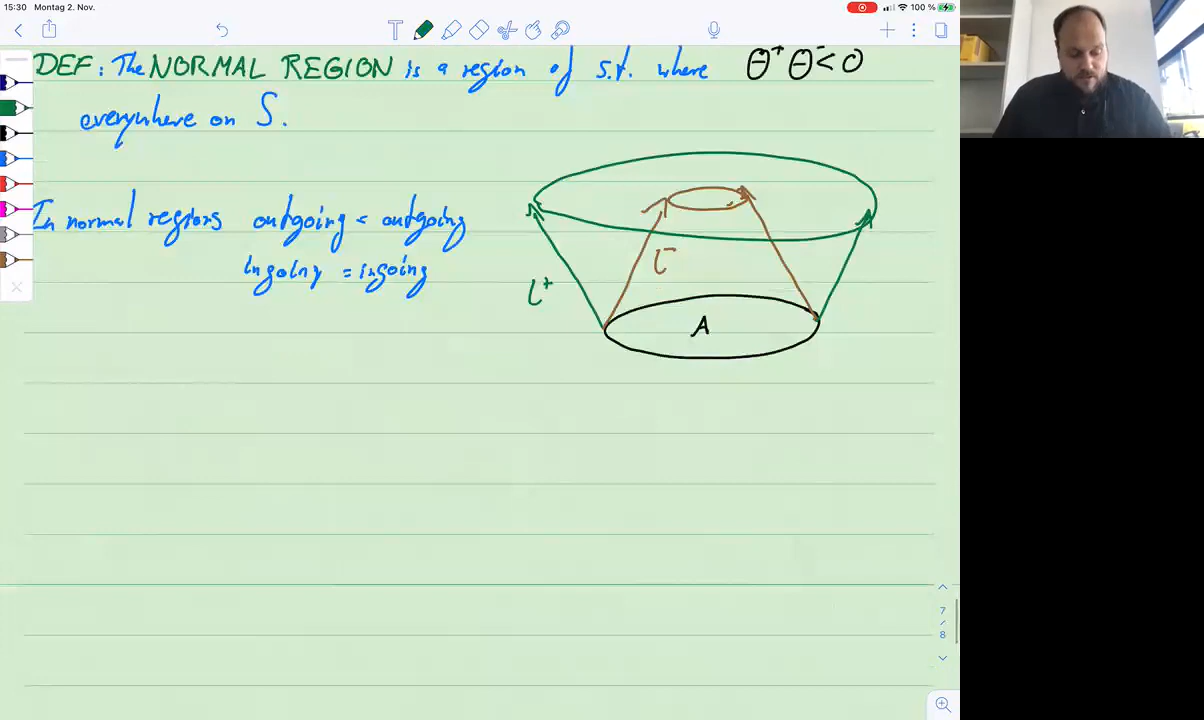 15:30 Montag 2. Nov.
100 %
T
DEF: The NORMAL REGION is a region of s.t. where Θ⁺ Θ⁻ < 0
everywhere on S.
In normal regions outgoing = outgoing
ingoing = ingoing
l⁻
l⁺
A
7
/
8